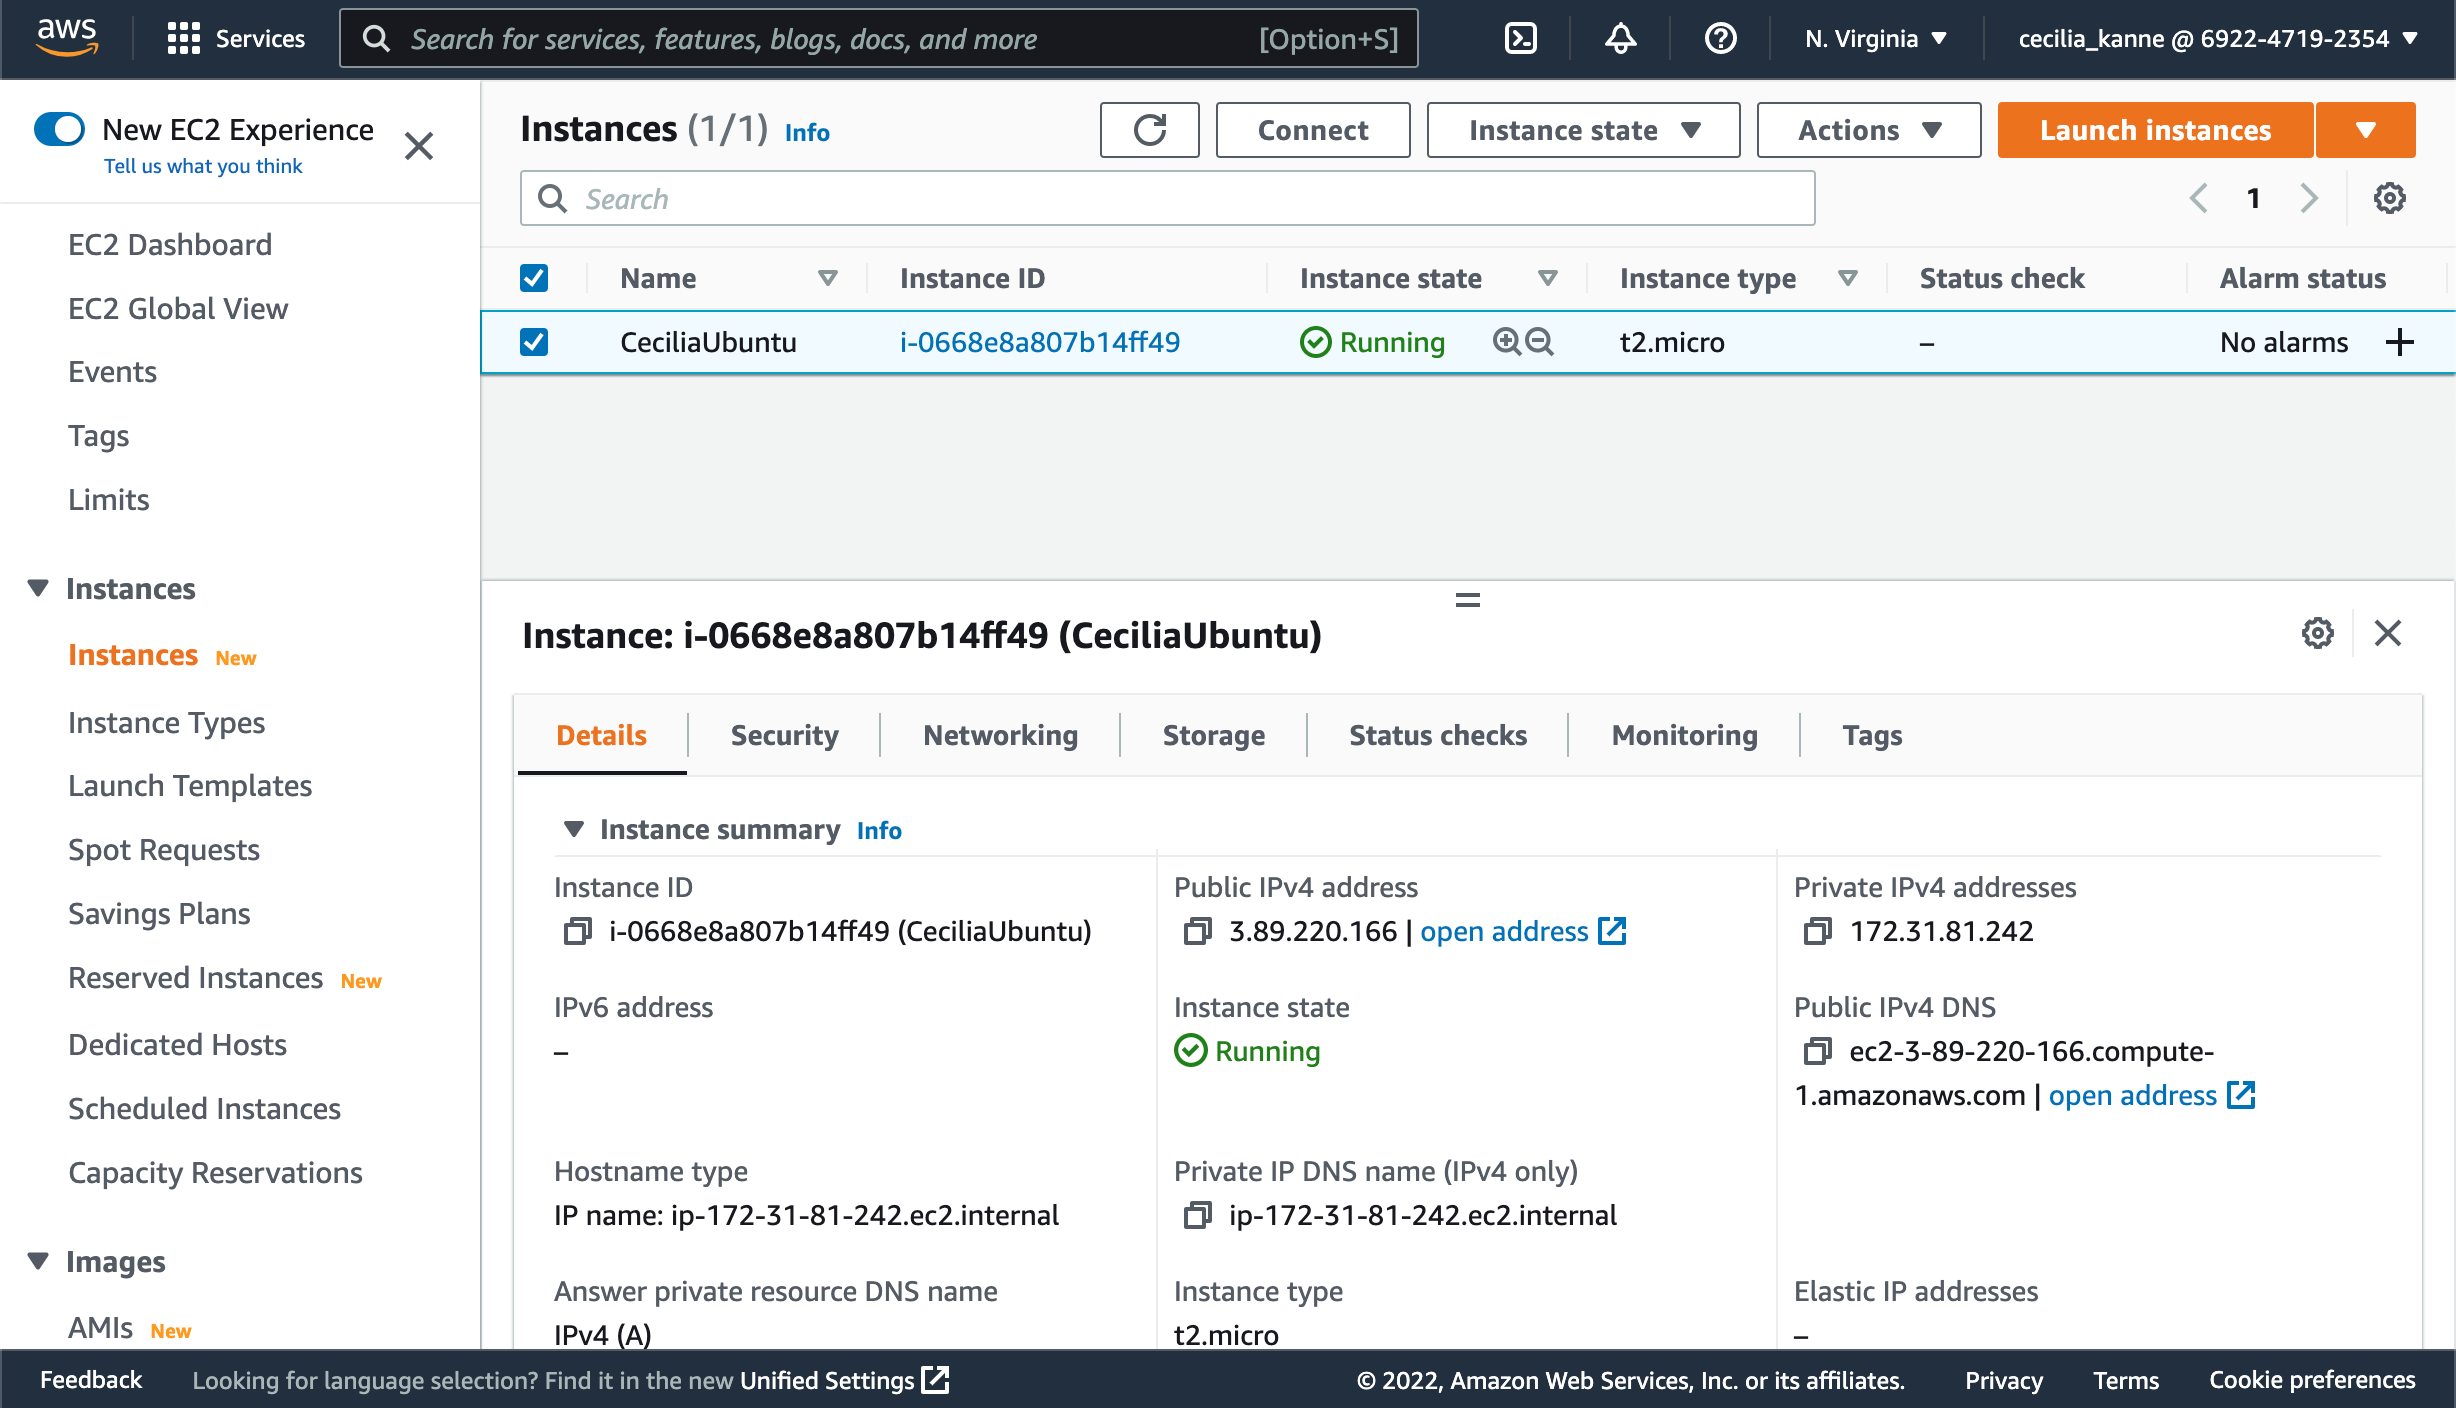 aws
Services
Search for services, features, blogs, docs, and more [Option+S]
N. Virginia
cecilia_kanne @ 6922-4719-2354
New EC2 Experience
Tell us what you think
EC2 Dashboard
EC2 Global View
Events
Tags
Limits
Instances
Instances New
Instance Types
Launch Templates
Spot Requests
Savings Plans
Reserved Instances New
Dedicated Hosts
Scheduled Instances
Capacity Reservations
Images
AMIs New
Instances (1/1) Info
Connect
Instance state
Actions
Launch instances
Search
1
Name Instance ID Instance state Instance type Status check Alarm status
CeciliaUbuntu i-0668e8a807b14ff49 Running t2.micro – No alarms
Instance: i-0668e8a807b14ff49 (CeciliaUbuntu)
Details Security Networking Storage Status checks Monitoring Tags
Instance summary Info
Instance ID
i-0668e8a807b14ff49 (CeciliaUbuntu)
Public IPv4 address
3.89.220.166 | open address
Private IPv4 addresses
172.31.81.242
IPv6 address
–
Instance state
Running
Public IPv4 DNS
ec2-3-89-220-166.compute-
1.amazonaws.com | open address
Hostname type
IP name: ip-172-31-81-242.ec2.internal
Private IP DNS name (IPv4 only)
ip-172-31-81-242.ec2.internal
Answer private resource DNS name
IPv4 (A)
Instance type
t2.micro
Elastic IP addresses
–
Feedback
Looking for language selection? Find it in the new Unified Settings
© 2022, Amazon Web Services, Inc. or its affiliates.
Privacy
Terms
Cookie preferences